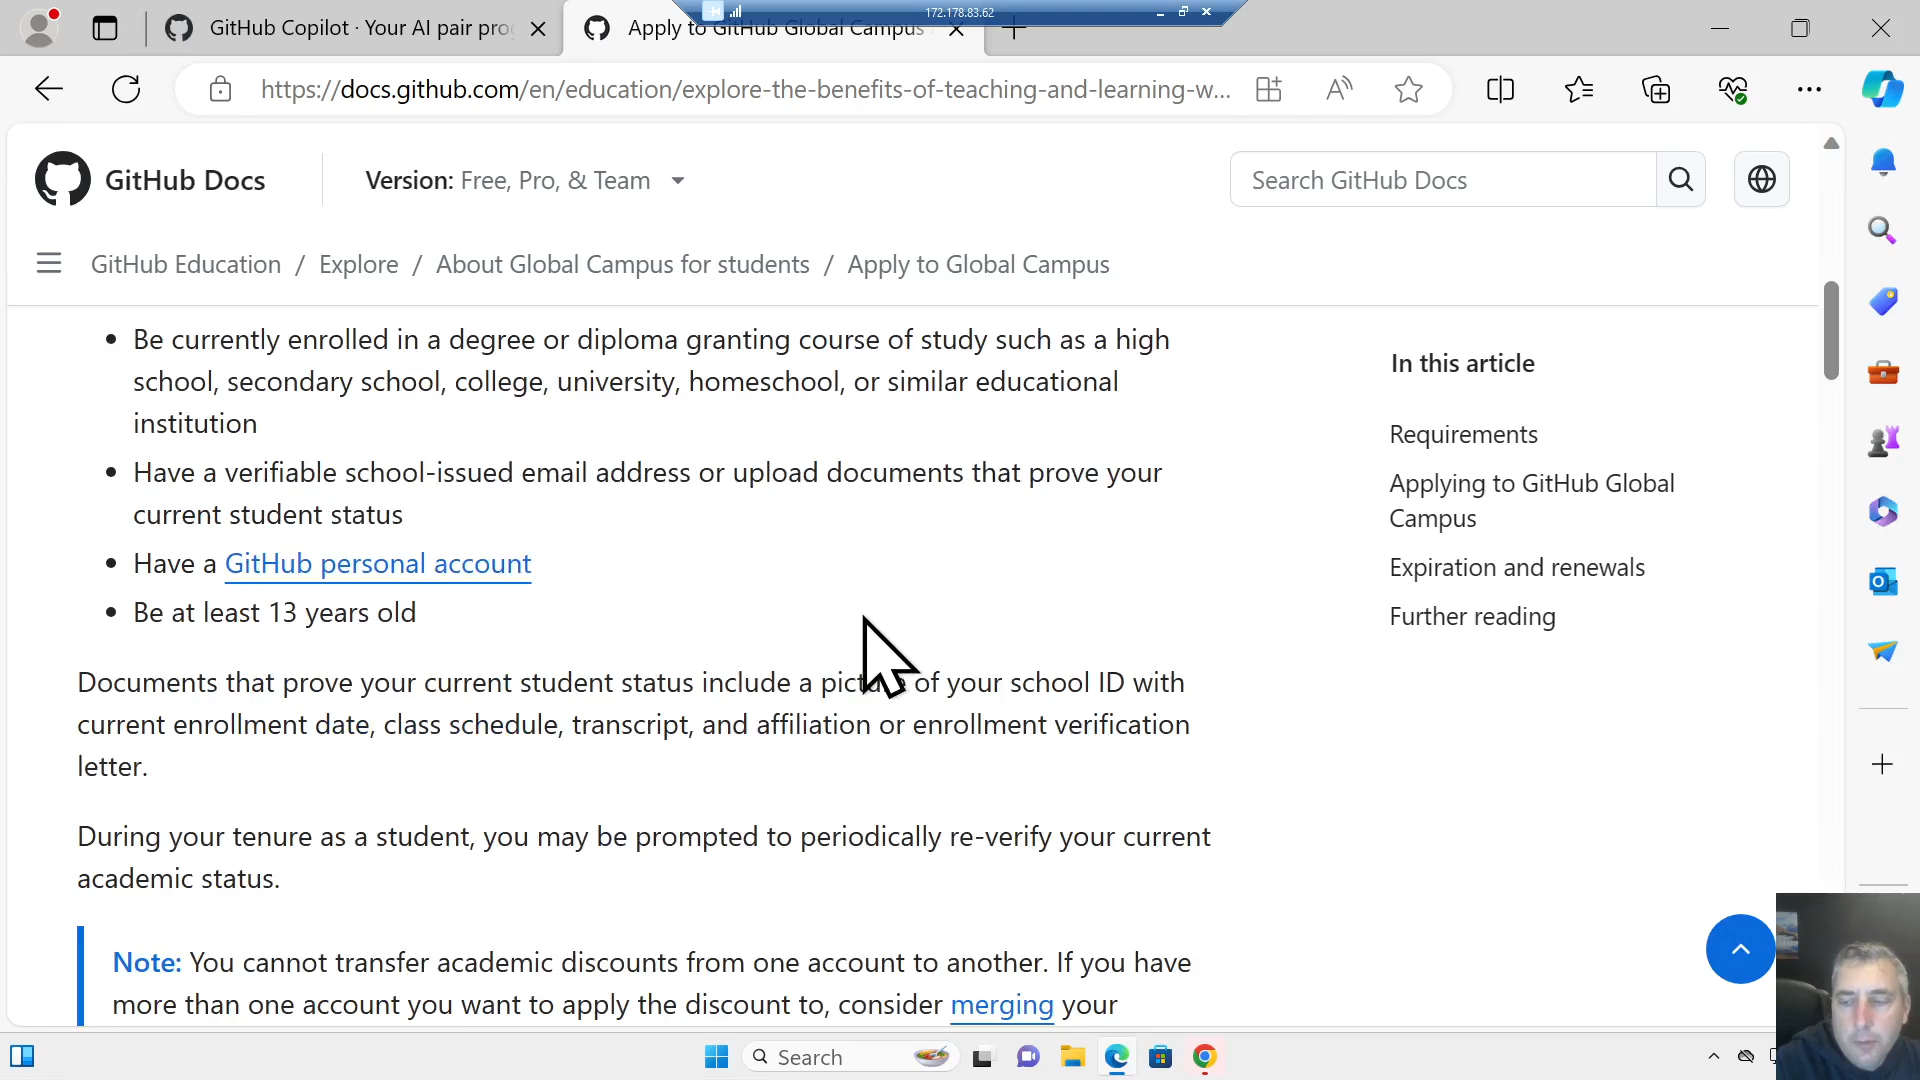 172.178.83.62
GitHub Copilot · Your AI pair
Apply to GitHub Global Campus
https://docs.github.com/en/education/explore-the-benefits-of-teaching-and-learning-w...
GitHub Docs
Version: Free, Pro, & Team
Search GitHub Docs
GitHub Education / Explore / About Global Campus for students / Apply to Global Campus
• Be currently enrolled in a degree or diploma granting course of study such as a high
school, secondary school, college, university, homeschool, or similar educational
institution
• Have a verifiable school-issued email address or upload documents that prove your
current student status
• Have a GitHub personal account
• Be at least 13 years old
Documents that prove your current student status include a picture of your school ID with
current enrollment date, class schedule, transcript, and affiliation or enrollment verification
letter.
During your tenure as a student, you may be prompted to periodically re-verify your current
academic status.
Note: You cannot transfer academic discounts from one account to another. If you have
more than one account you want to apply the discount to, consider merging your
In this article
Requirements
Applying to GitHub Global
Campus
Expiration and renewals
Further reading
Search